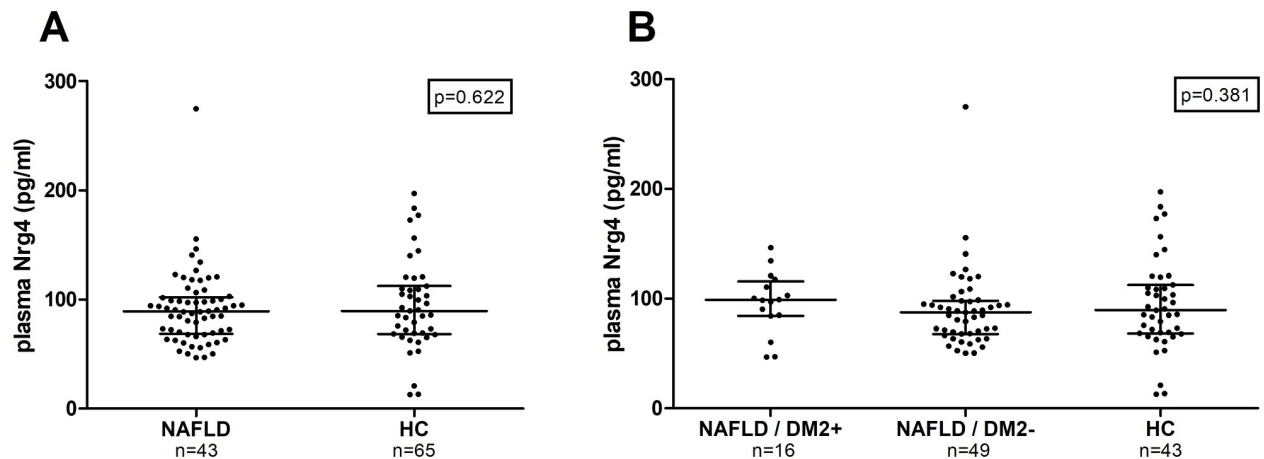 A
plasma Nrg4 (pg/ml)
300
200
100
0
p=0.622
NAFLD
n=43
HC
n=65
B
plasma Nrg4 (pg/ml)
300
200
100
0
p=0.381
NAFLD / DM2+
n=16
NAFLD / DM2-
n=49
HC
n=43